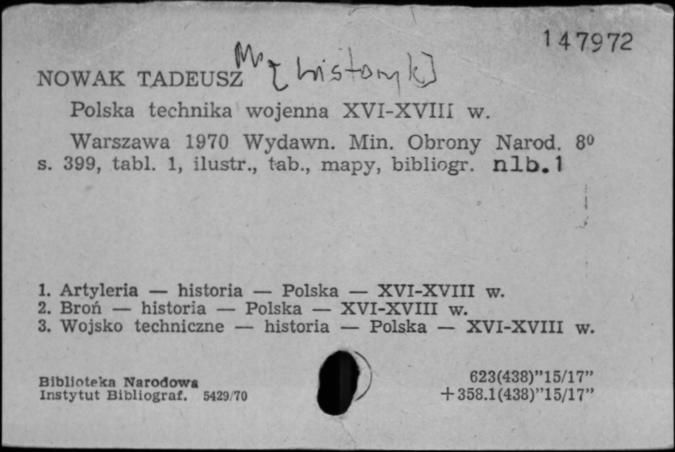 147972
NOWAK TADEUSZ [historyk]
Polska technika wojenna XVI-XVIII w.
Warszawa 1970 Wydawn. Min. Obrony Narod. 8⁰
s. 399, tabl. 1, ilustr., tab., mapy, bibliogr. nlb.1
1. Artyleria — historia — Polska — XVI-XVIII w.
2. Broń — historia — Polska — XVI-XVIII w.
3. Wojsko techniczne — historia — Polska — XVI-XVIII w.
Biblioteka Narodowa 623(438)”15/17”
Instytut Bibliograf. 5429/70 +358.1(438)”15/17”